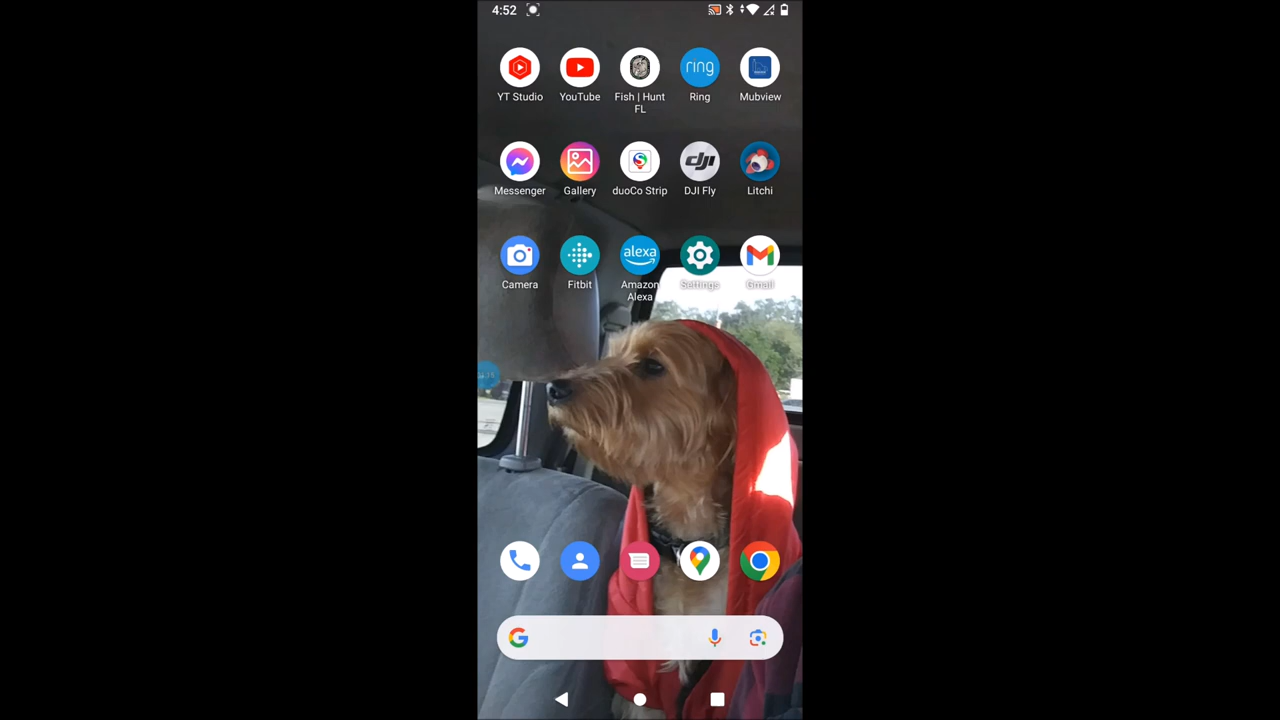 4:52
YT Studio YouTube Fish | Hunt FL Ring Mubview
ring
Messenger Gallery duoCo Strip DJI Fly Litchi
dji
Camera Fitbit Amazon Alexa Settings Gmail
alexa